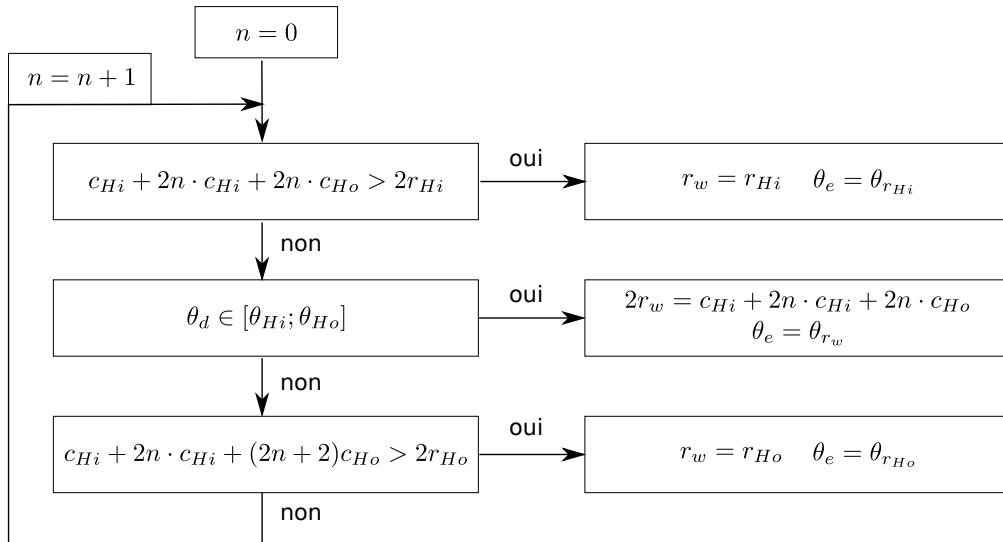 n = 0
n = n + 1
c_{Hi} + 2n · c_{Hi} + 2n · c_{Ho} > 2r_{Hi}
oui
r_w = r_{Hi} θ_e = θ_{r_{Hi}}
non
θ_d ∈ [θ_{Hi}; θ_{Ho}]
oui
2r_w = c_{Hi} + 2n · c_{Hi} + 2n · c_{Ho}
θ_e = θ_{r_w}
non
c_{Hi} + 2n · c_{Hi} + (2n + 2)c_{Ho} > 2r_{Ho}
oui
r_w = r_{Ho} θ_e = θ_{r_{Ho}}
non